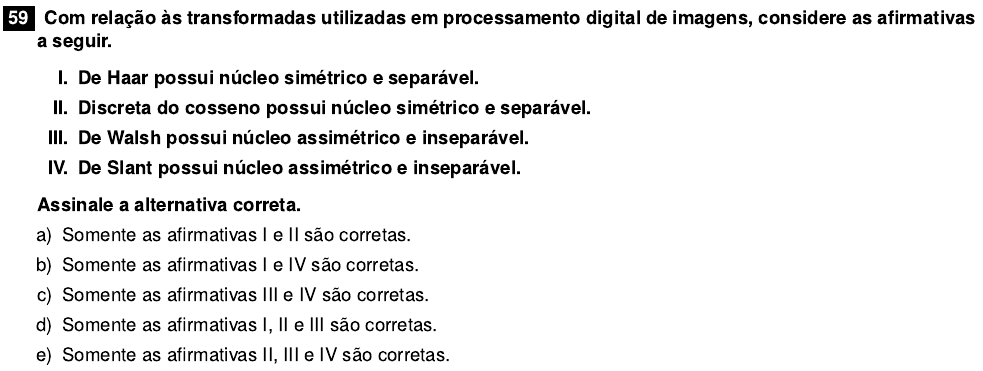 59 Com relação às transformadas utilizadas em processamento digital de imagens, considere as afirmativas
a seguir.
I. De Haar possui núcleo simétrico e separável.
II. Discreta do cosseno possui núcleo simétrico e separável.
III. De Walsh possui núcleo assimétrico e inseparável.
IV. De Slant possui núcleo assimétrico e inseparável.
Assinale a alternativa correta.
a) Somente as afirmativas I e II são corretas.
b) Somente as afirmativas I e IV são corretas.
c) Somente as afirmativas III e IV são corretas.
d) Somente as afirmativas I, II e III são corretas.
e) Somente as afirmativas II, III e IV são corretas.